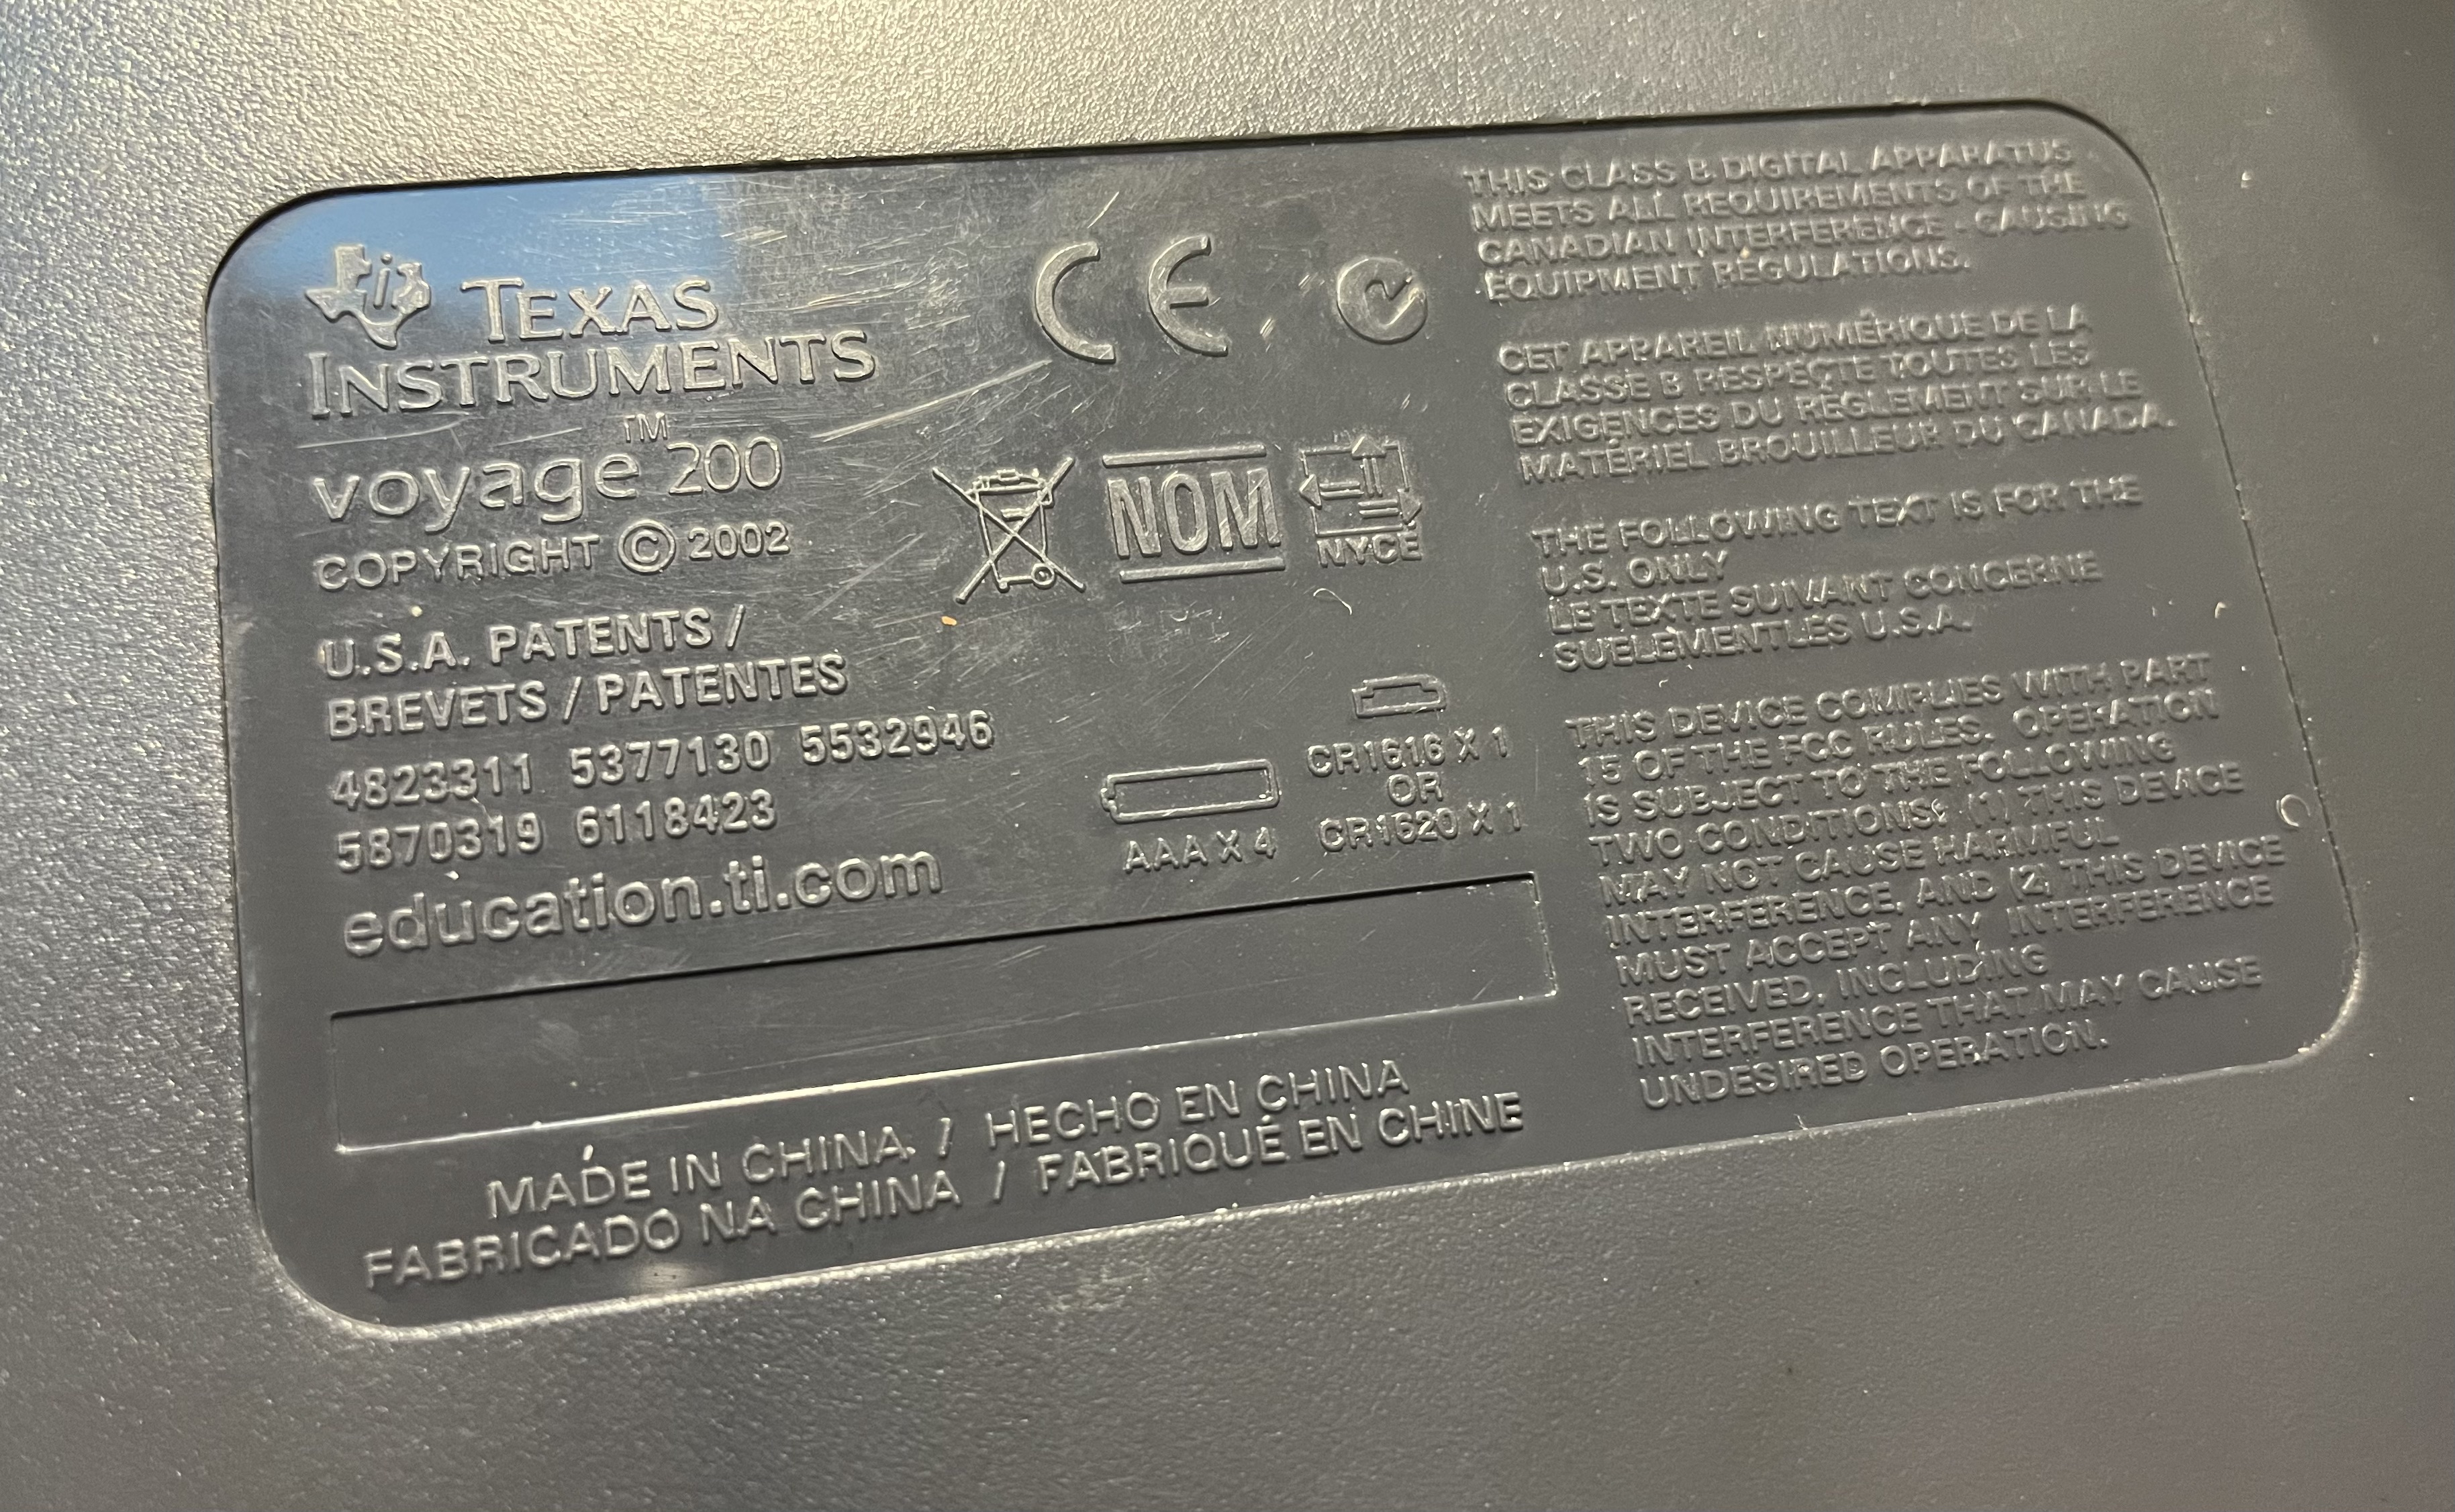 TEXAS
INSTRUMENTS
TM
voyage 200
COPYRIGHT © 2002
U.S.A. PATENTS /
BREVETS / PATENTES
4823311 5377130 5532946
5870319 6118423
education.ti.com
CE
NOM
NYCE
AAA X 4
CR1616 X 1
OR
CR1620 X 1
MADE IN CHINA / HECHO EN CHINA
FABRICADO NA CHINA / FABRIQUÉ EN CHINE
THIS CLASS B DIGITAL APPARATUS
MEETS ALL REQUIREMENTS OF THE
CANADIAN INTERFERENCE - CAUSING
EQUIPMENT REGULATIONS.
CET APPAREIL NUMÉRIQUE DE LA
CLASSE B RESPECTE TOUTES LES
EXIGENCES DU RÈGLEMENT SUR LE
MATÉRIEL BROUILLEUR DU CANADA.
THE FOLLOWING TEXT IS FOR THE
U.S. ONLY
LE TEXTE SUIVANT CONCERNE
SUELEMENTLES U.S.A.
THIS DEVICE COMPLIES WITH PART
15 OF THE FCC RULES. OPERATION
IS SUBJECT TO THE FOLLOWING
TWO CONDITIONS: (1) THIS DEVICE
MAY NOT CAUSE HARMFUL
INTERFERENCE, AND (2) THIS DEVICE
MUST ACCEPT ANY INTERFERENCE
RECEIVED, INCLUDING
INTERFERENCE THAT MAY CAUSE
UNDESIRED OPERATION.